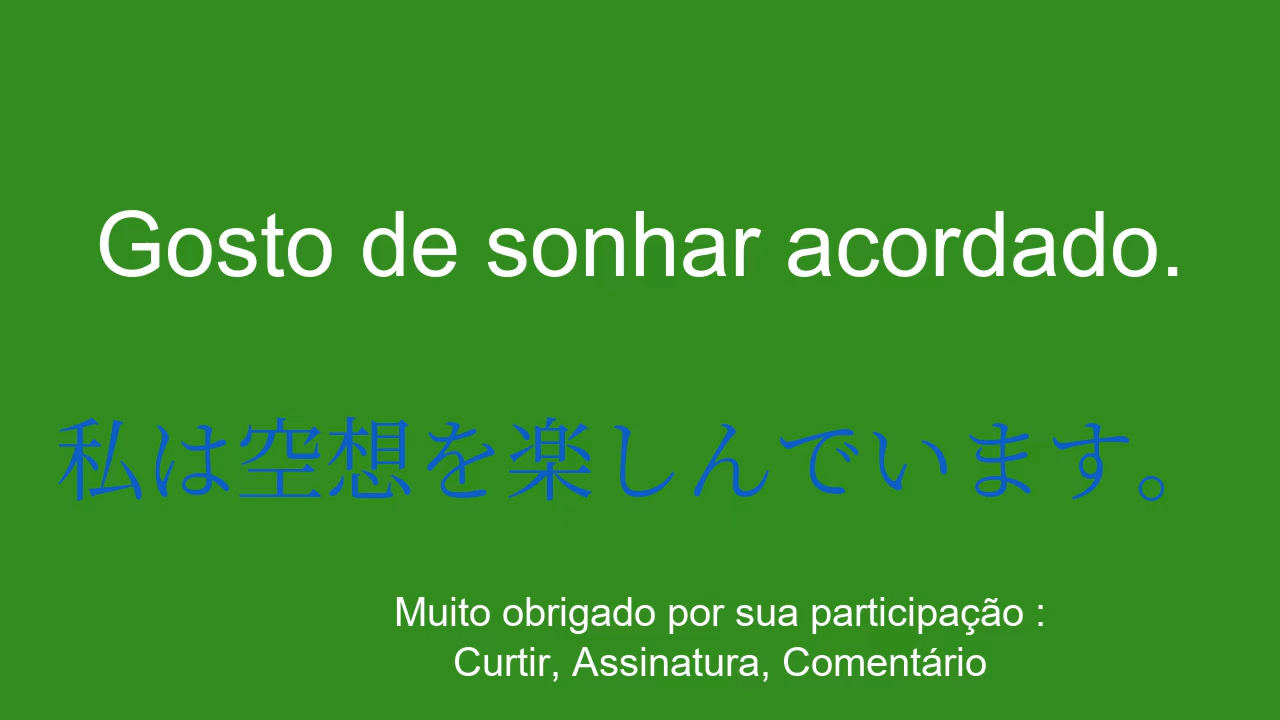 Gosto de sonhar acordado.
私は空想を楽しんでいます。
Muito obrigado por sua participação :
Curtir, Assinatura, Comentário